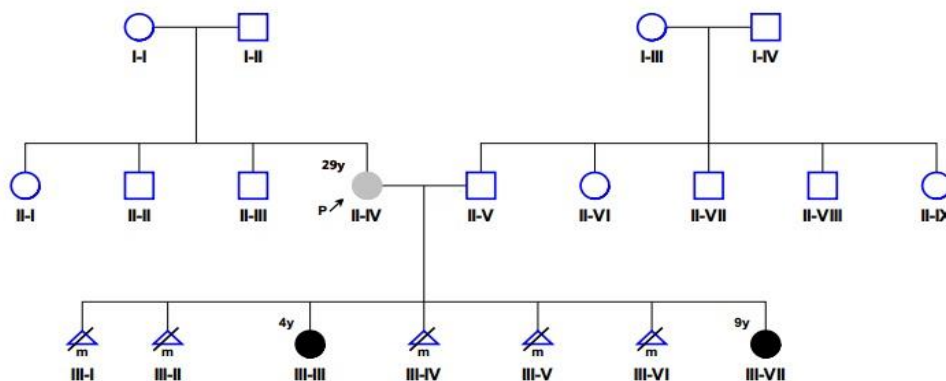 I-I I-II I-III I-IV
29y
P II-I II-II II-III II-IV II-V II-VI II-VII II-VIII II-IX
4y 9y
m m m m m
III-I III-II III-III III-IV III-V III-VI III-VII